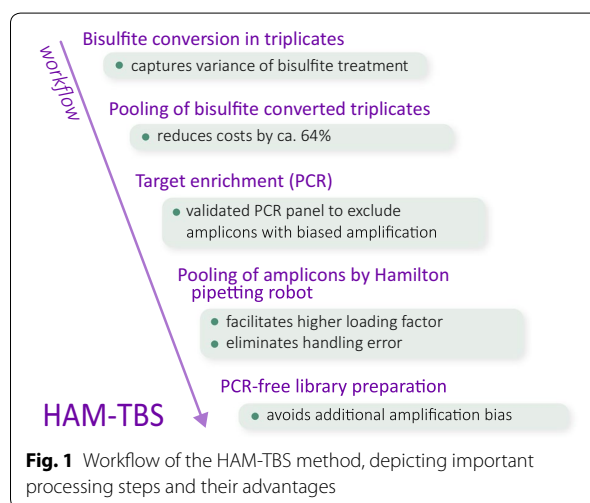 workflow
Bisulfite conversion in triplicates
• captures variance of bisulfite treatment
Pooling of bisulfite converted triplicates
• reduces costs by ca. 64%
Target enrichment (PCR)
• validated PCR panel to exclude
amplicons with biased amplification
Pooling of amplicons by Hamilton
pipetting robot
• facilitates higher loading factor
• eliminates handling error
PCR-free library preparation
• avoids additional amplification bias
HAM-TBS
Fig. 1 Workflow of the HAM-TBS method, depicting important
processing steps and their advantages